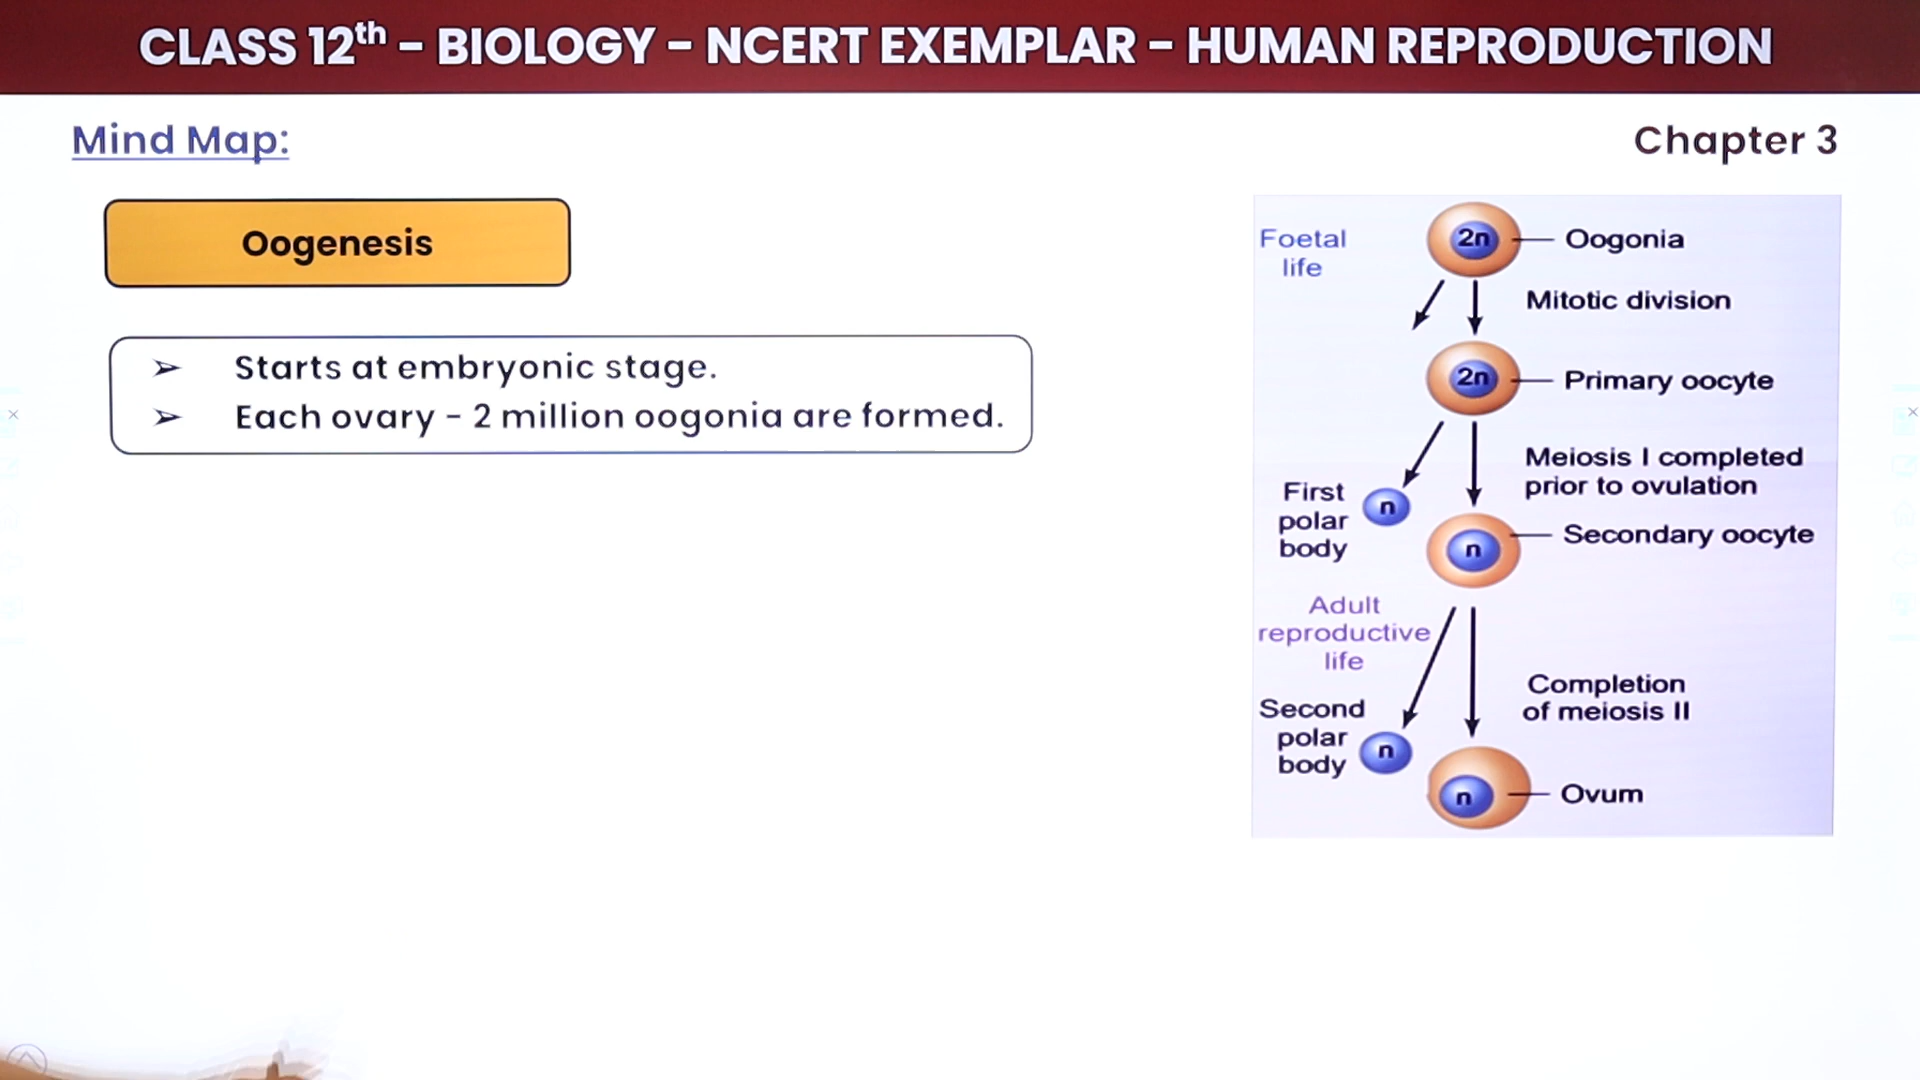 CLASS 12th – BIOLOGY – NCERT EXEMPLAR – HUMAN REPRODUCTION
Mind Map:
Chapter 3
Oogenesis
➢ Starts at embryonic stage.
➢ Each ovary – 2 million oogonia are formed.
Foetal
life
2n
Oogonia
Mitotic division
2n
Primary oocyte
Meiosis I completed
prior to ovulation
First
polar
body
n
n
Secondary oocyte
Adult
reproductive
life
Completion
of meiosis II
Second
polar
body
n
n
Ovum